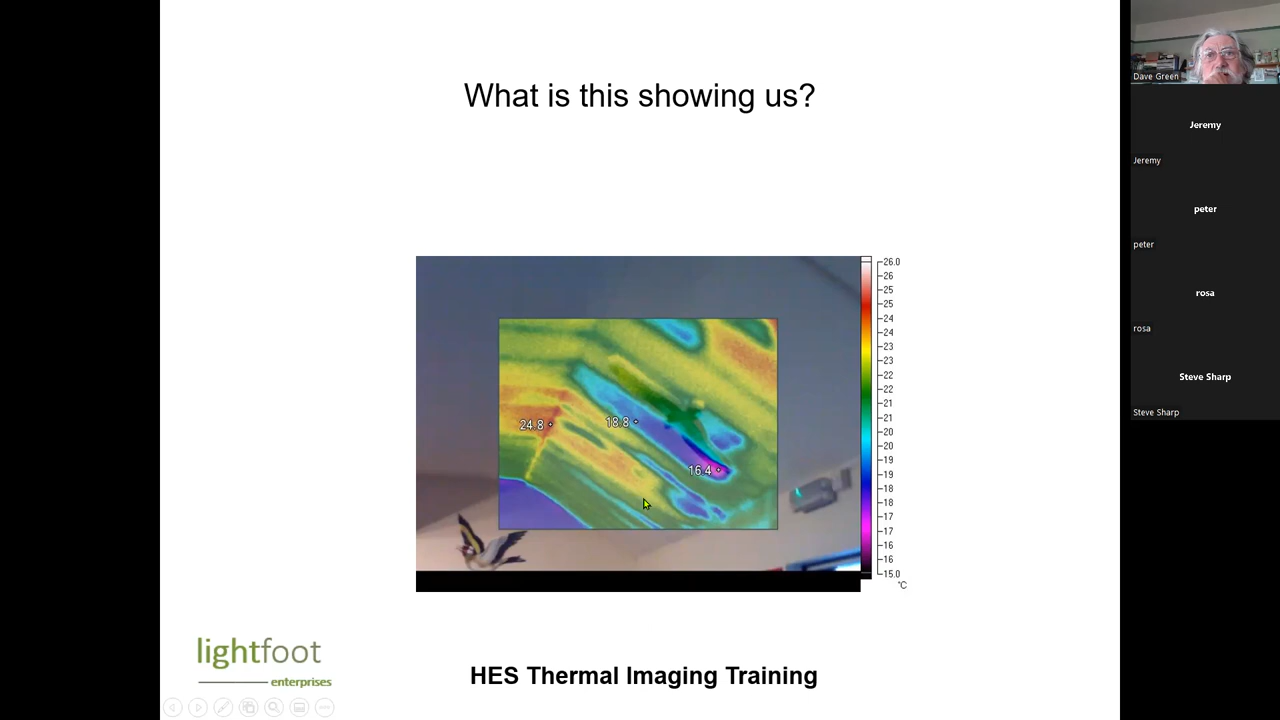 What is this showing us?
24.8
18.8
16.4
26.0
26
25
25
24
24
23
23
22
22
21
21
20
20
19
19
18
18
17
17
16
16
15.0
°C
lightfoot
enterprises
HES Thermal Imaging Training
Dave Green
Jeremy
Jeremy
peter
peter
rosa
rosa
Steve Sharp
Steve Sharp